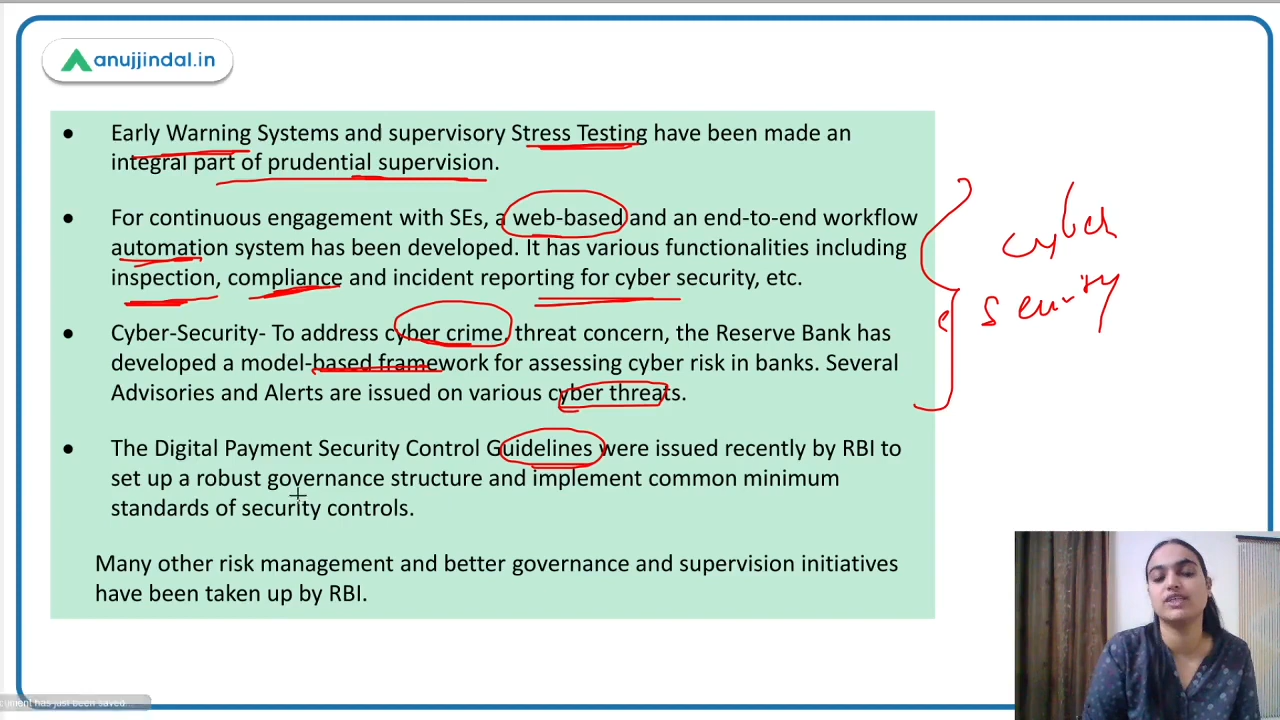 anujjindal.in
Early Warning Systems and supervisory Stress Testing have been made an
integral part of prudential supervision.
For continuous engagement with SEs, a web-based and an end-to-end workflow
automation system has been developed. It has various functionalities including
inspection, compliance and incident reporting for cyber security, etc.
Cyber-Security- To address cyber crime, threat concern, the Reserve Bank has
developed a model-based framework for assessing cyber risk in banks. Several
Advisories and Alerts are issued on various cyber threats.
The Digital Payment Security Control Guidelines were issued recently by RBI to
set up a robust governance structure and implement common minimum
standards of security controls.
Many other risk management and better governance and supervision initiatives
have been taken up by RBI.
cyber
security
ument has just been saved